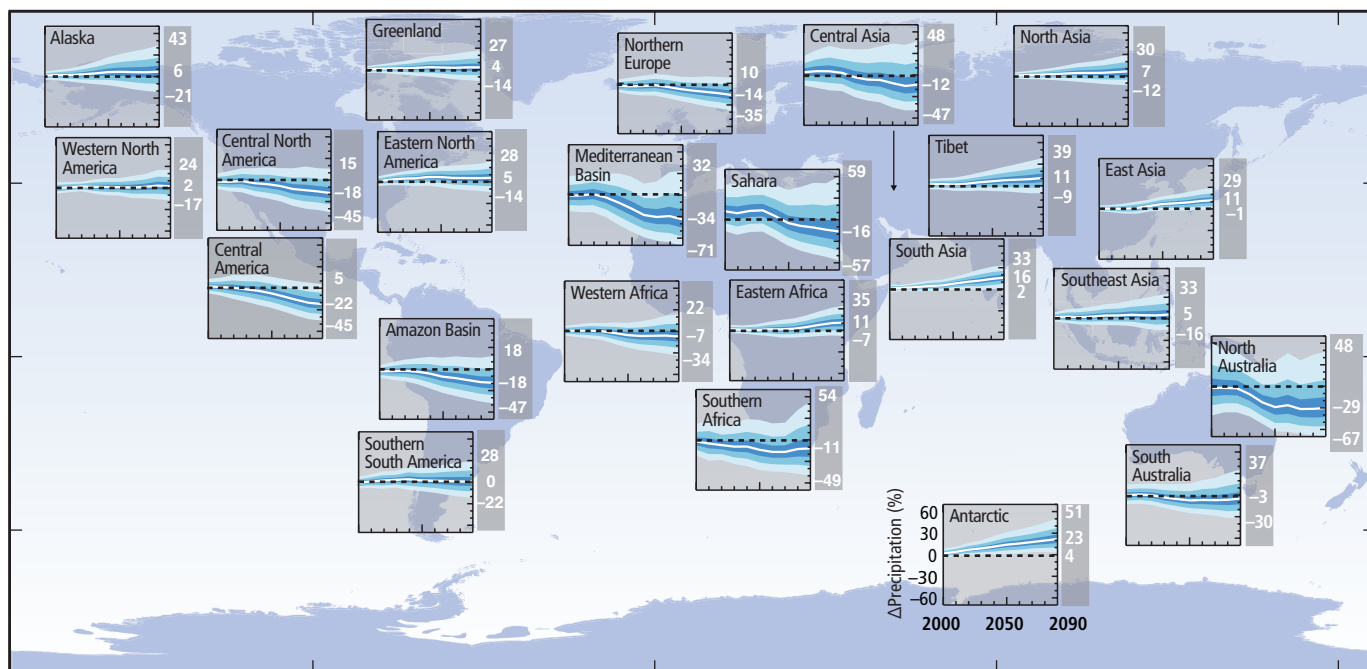 Alaska
43
6
–21
Greenland
27
4
–14
Northern
Europe
10
–14
–35
Central Asia
48
–12
–47
North Asia
30
7
–12
Western North
America
24
2
–17
Central North
America
15
–18
–45
Eastern North
America
28
5
–14
Mediterranean
Basin
32
–34
–71
Sahara
59
–16
–57
Tibet
39
11
–9
East Asia
29
11
–1
Central
America
5
–22
–45
South Asia
33
16
2
Western Africa
22
–7
–34
Eastern Africa
35
11
–7
Southeast Asia
33
5
–16
Amazon Basin
18
–18
–47
North
Australia
48
–29
–67
Southern
Africa
54
–11
–49
Southern
South America
28
0
–22
South
Australia
37
–3
–30
Antarctic
51
23
4
ΔPrecipitation (%)
60
30
0
–30
–60
2000 2050 2090